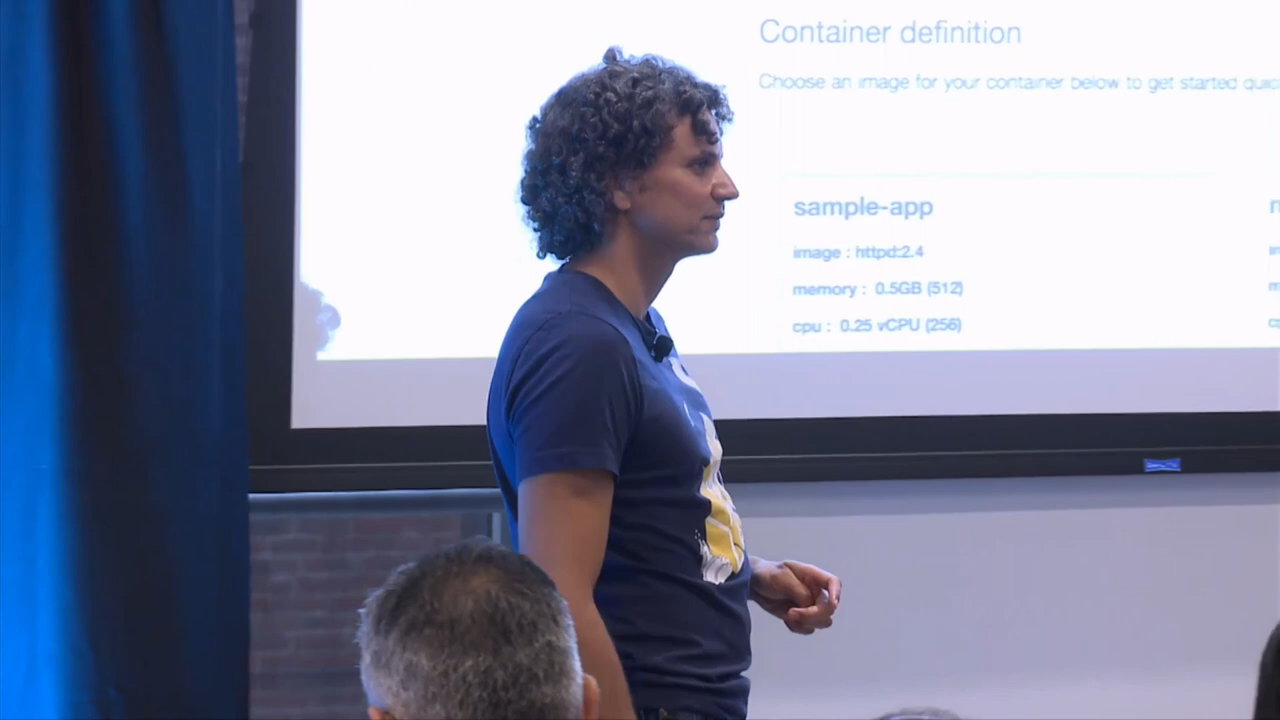 Container definition
Choose an image for your container below to get started
sample-app
image : httpd:2.4
memory : 0.5GB (512)
cpu : 0.25 vCPU (256)